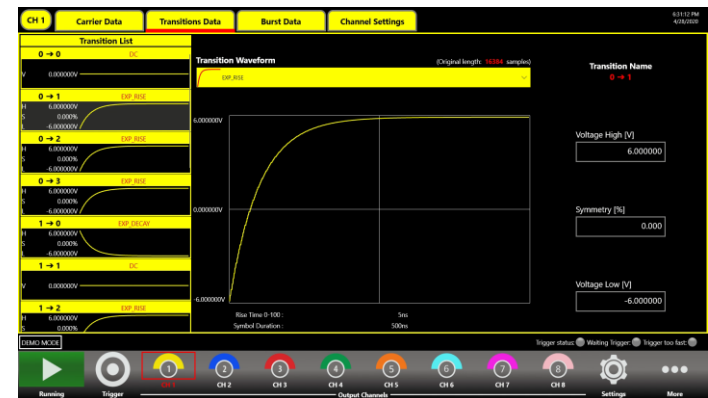 CH 1
Carrier Data
Transitions Data
Burst Data
Channel Settings
6:31:12 PM
4/28/2020
Transition List
0 → 0 DC
V 0.000000V
0 → 1 EXP_RISE
H 6.000000V
S 0.000%
L -6.000000V
0 → 2 EXP_RISE
H 6.000000V
S 0.000%
L -6.000000V
0 → 3 EXP_RISE
H 6.000000V
S 0.000%
L -6.000000V
1 → 0 EXP_DECAY
H 6.000000V
S 0.000%
L -6.000000V
1 → 1 DC
V 0.000000V
1 → 2 EXP_RISE
H 6.000000V
S 0.000%
Transition Waveform
(Original length: 16384 samples)
EXP_RISE
6.000000V
0.000000V
-6.000000V
Rise Time 0-100 : 5ns
Symbol Duration : 500ns
Transition Name
0 → 1
Voltage High [V]
6.000000
Symmetry [%]
0.000
Voltage Low [V]
-6.000000
DEMO MODE
Trigger status: Waiting Trigger: Trigger too fast:
1 2 3 4 5 6 7 8
CH 1 CH 2 CH 3 CH 4 CH 5 CH 6 CH 7 CH 8
Running Trigger Output Channels Settings More